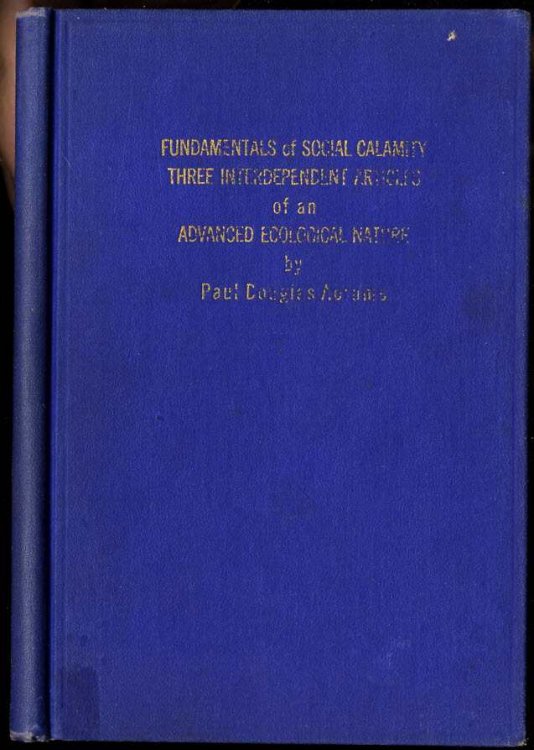 FUNDAMENTALS of SOCIAL CALAMITY
THREE INTERDEPENDENT ARTICLES
of an
ADVANCED ECOLOGICAL NATURE
by
Paul Douglas Abrams